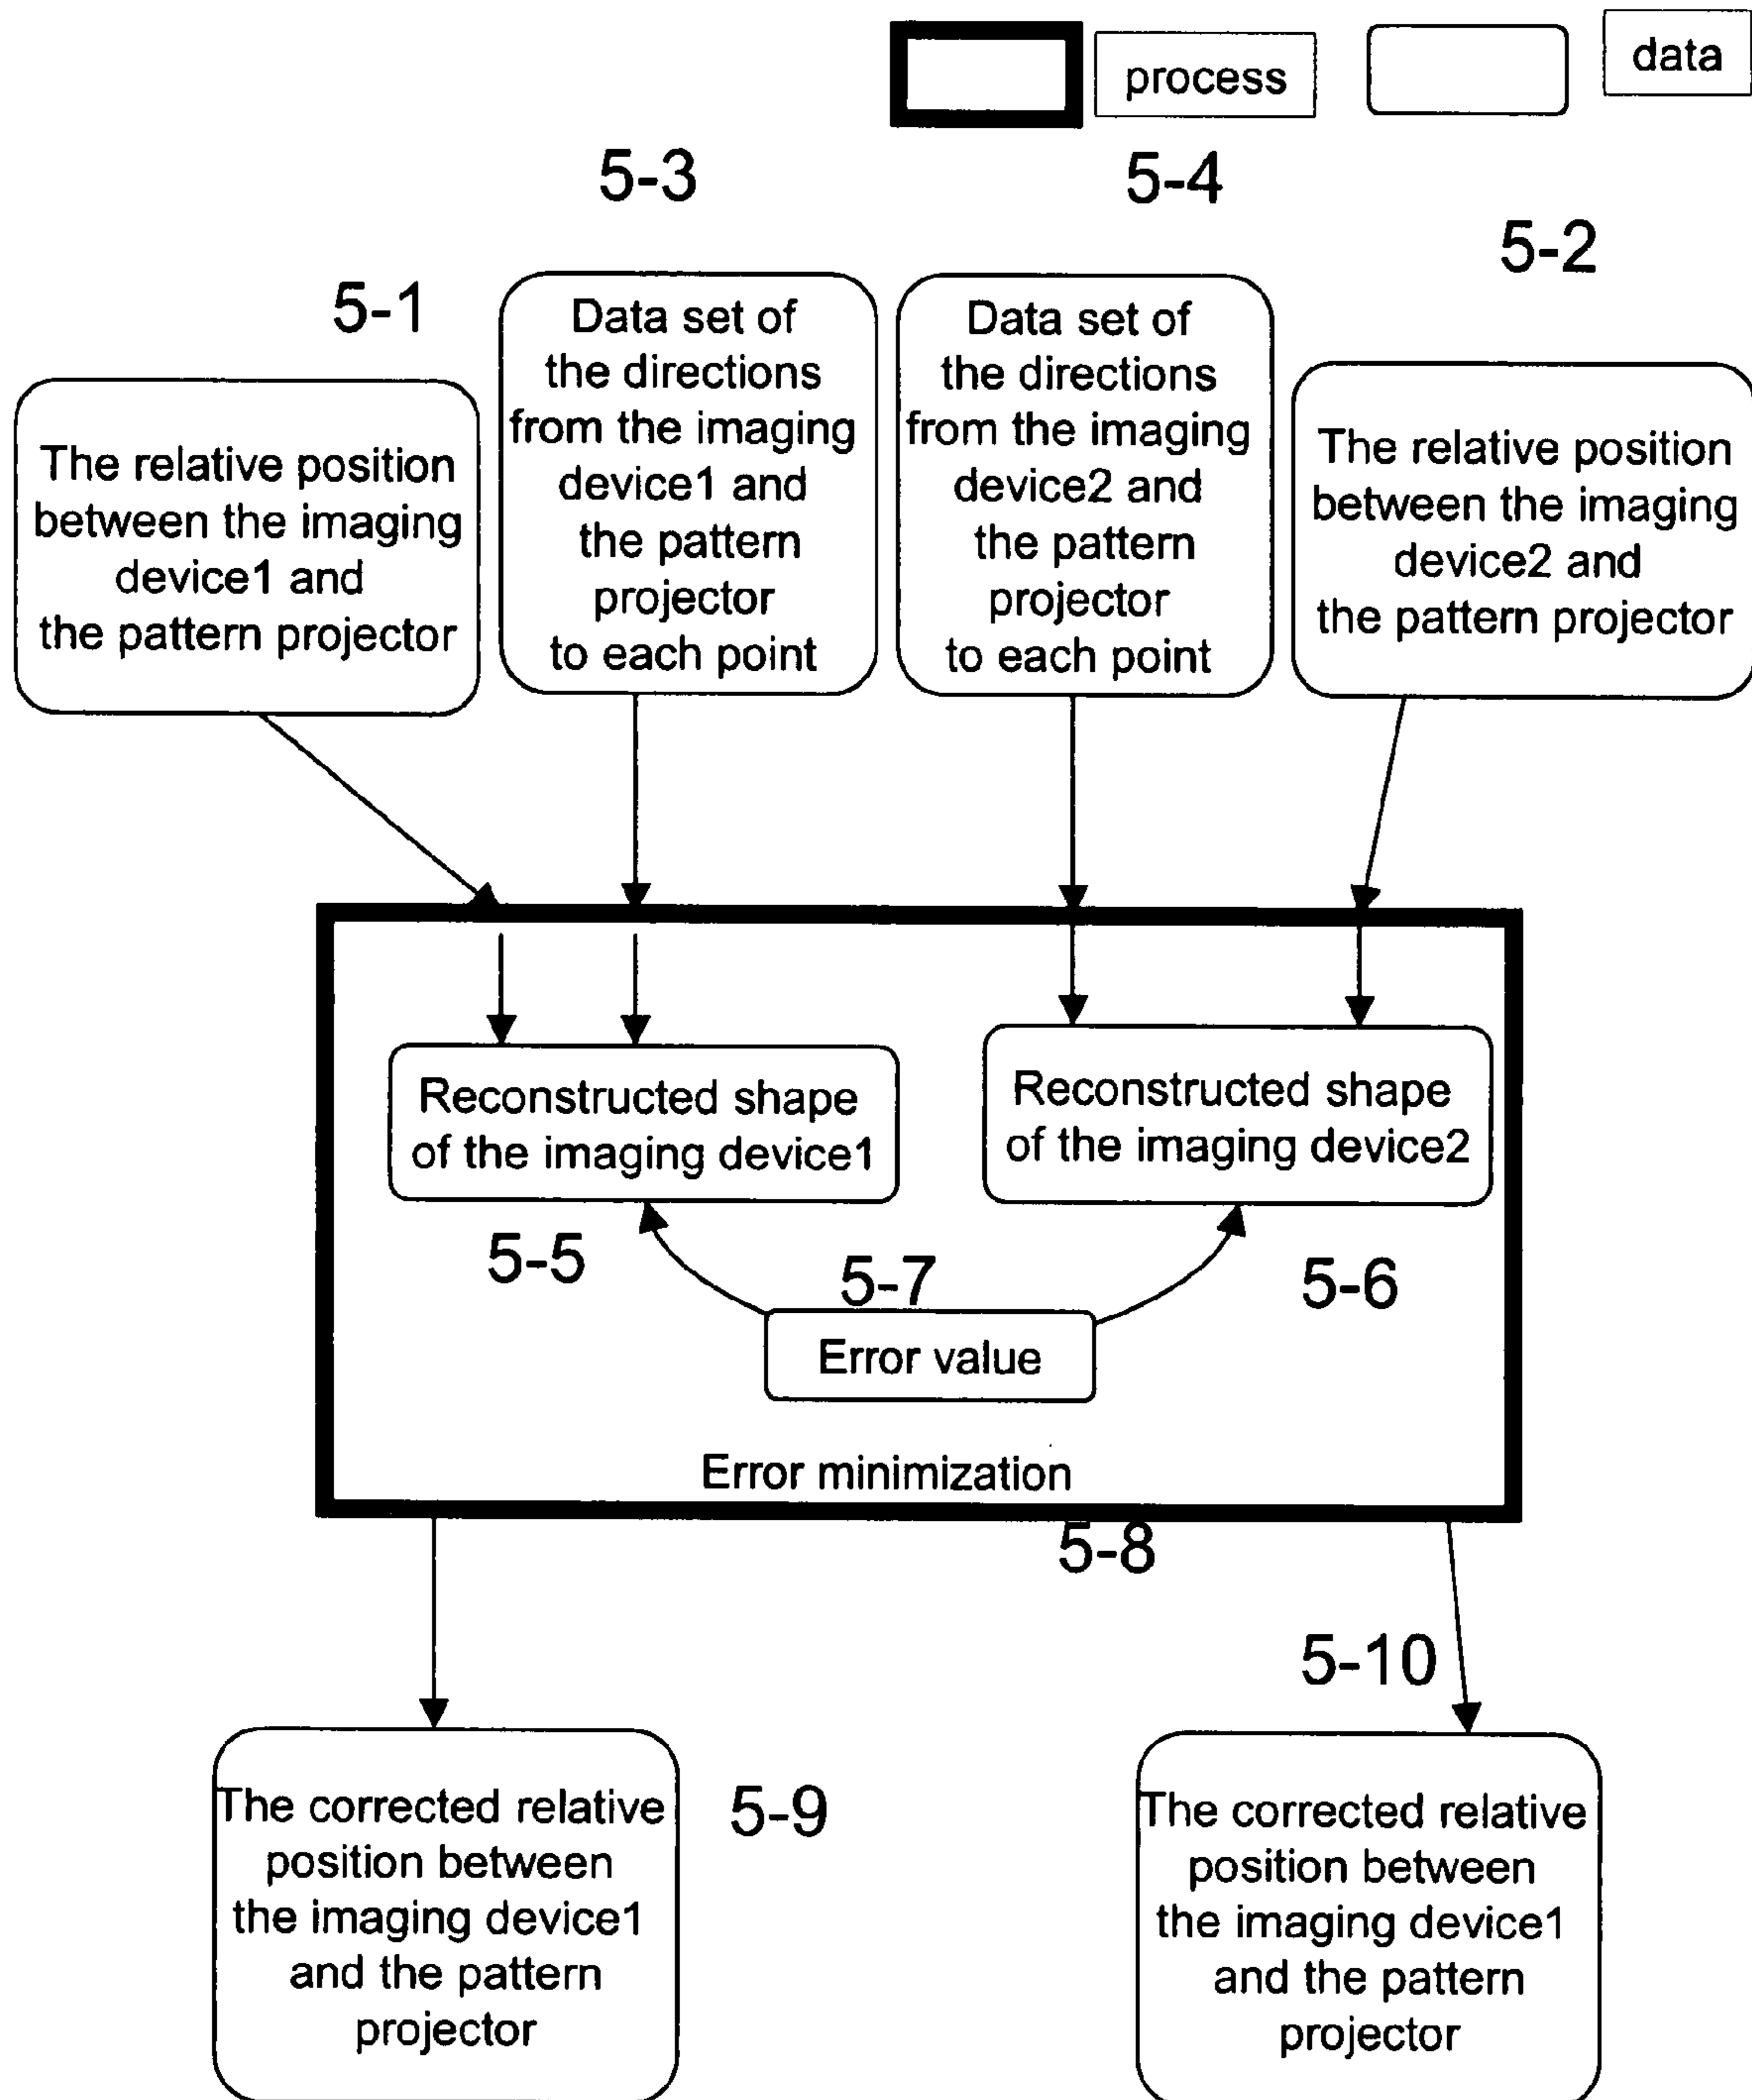 process
data
5-3
5-4
5-2
5-1
Data set of
the directions
from the imaging
device1 and
the pattern
projector
to each point
Data set of
the directions
from the imaging
device2 and
the pattern
projector
to each point
The relative position
between the imaging
device1 and
the pattern projector
The relative position
between the imaging
device2 and
the pattern projector
Reconstructed shape
of the imaging device1
Reconstructed shape
of the imaging device2
5-5
5-7
5-6
Error value
Error minimization
5-8
5-10
5-9
The corrected relative
position between
the imaging device1
and the pattern
projector
The corrected relative
position between
the imaging device1
and the pattern
projector